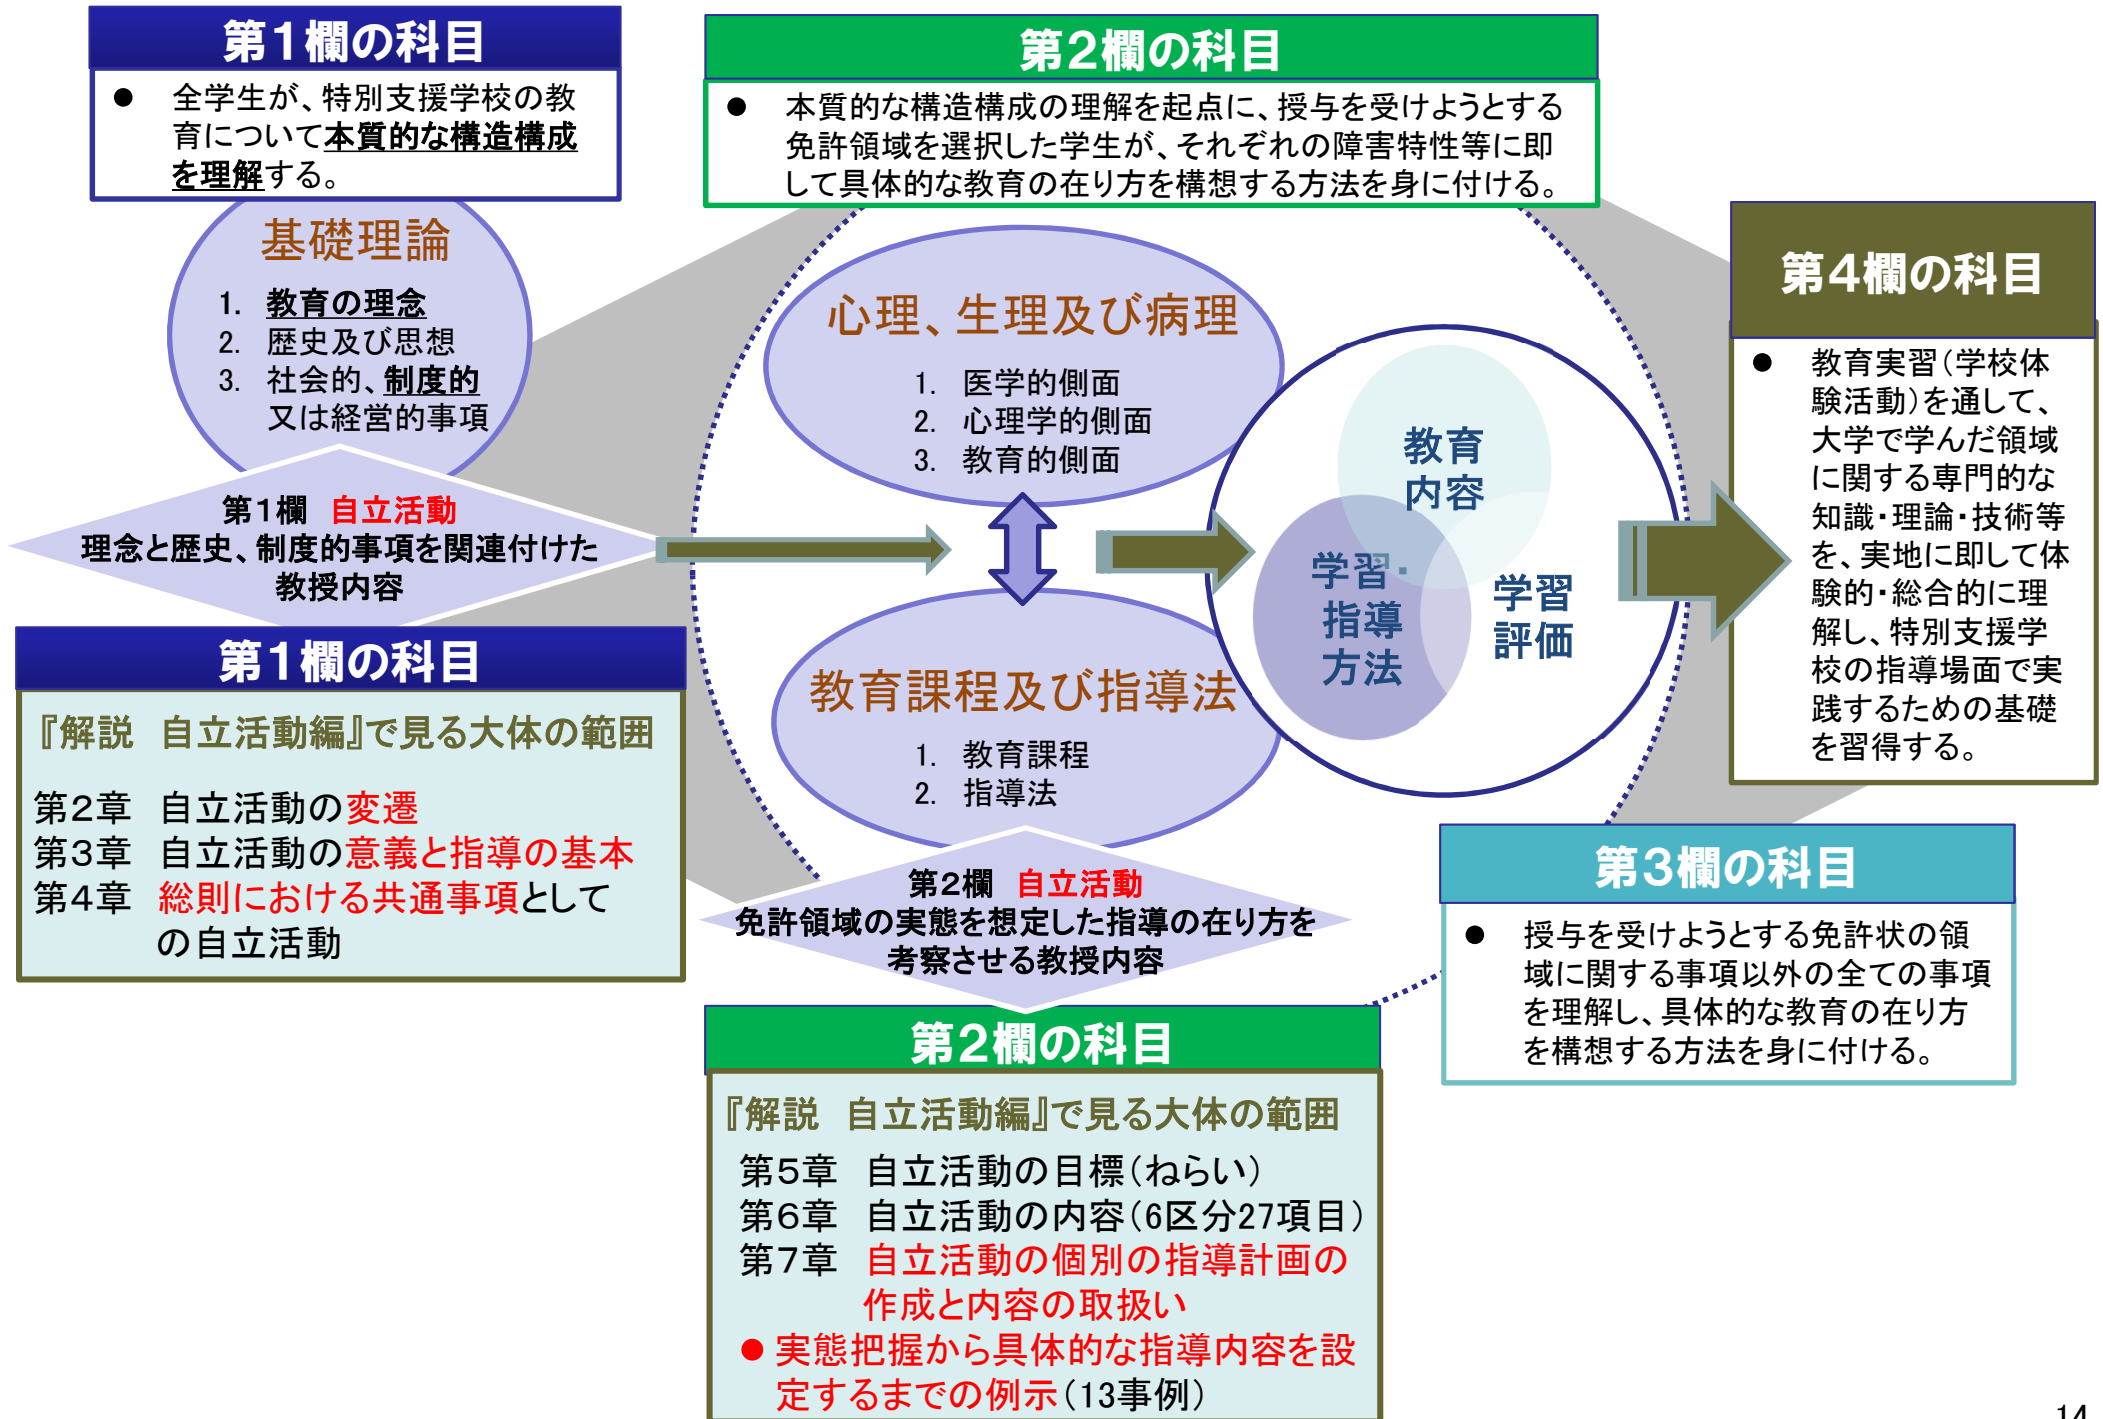 第1欄の科目
● 全学生が、特別支援学校の教
育について本質的な構造構成
を理解する。
基礎理論
1. 教育の理念
2. 歴史及び思想
3. 社会的、制度的
又は経営的事項
第1欄 自立活動
理念と歴史、制度的事項を関連付けた
教授内容
第1欄の科目
『解説 自立活動編』で見る大体の範囲
第2章 自立活動の変遷
第3章 自立活動の意義と指導の基本
第4章 総則における共通事項として
の自立活動
第2欄の科目
● 本質的な構造構成の理解を起点に、授与を受けようとする
免許領域を選択した学生が、それぞれの障害特性等に即
して具体的な教育の在り方を構想する方法を身に付ける。
心理、生理及び病理
1. 医学的側面
2. 心理学的側面
3. 教育的側面
教育課程及び指導法
1. 教育課程
2. 指導法
教育
内容
学習・
指導
方法
学習
評価
第2欄 自立活動
免許領域の実態を想定した指導の在り方を
考察させる教授内容
第2欄の科目
『解説 自立活動編』で見る大体の範囲
第5章 自立活動の目標(ねらい)
第6章 自立活動の内容(6区分27項目)
第7章 自立活動の個別の指導計画の
作成と内容の取扱い
● 実態把握から具体的な指導内容を設
定するまでの例示(13事例)
第4欄の科目
● 教育実習(学校体
験活動)を通して、
大学で学んだ領域
に関する専門的な
知識・理論・技術等
を、実地に即して体
験的・総合的に理
解し、特別支援学
校の指導場面で実
践するための基礎
を習得する。
第3欄の科目
● 授与を受けようとする免許状の領
域に関する事項以外の全ての事項
を理解し、具体的な教育の在り方
を構想する方法を身に付ける。
14